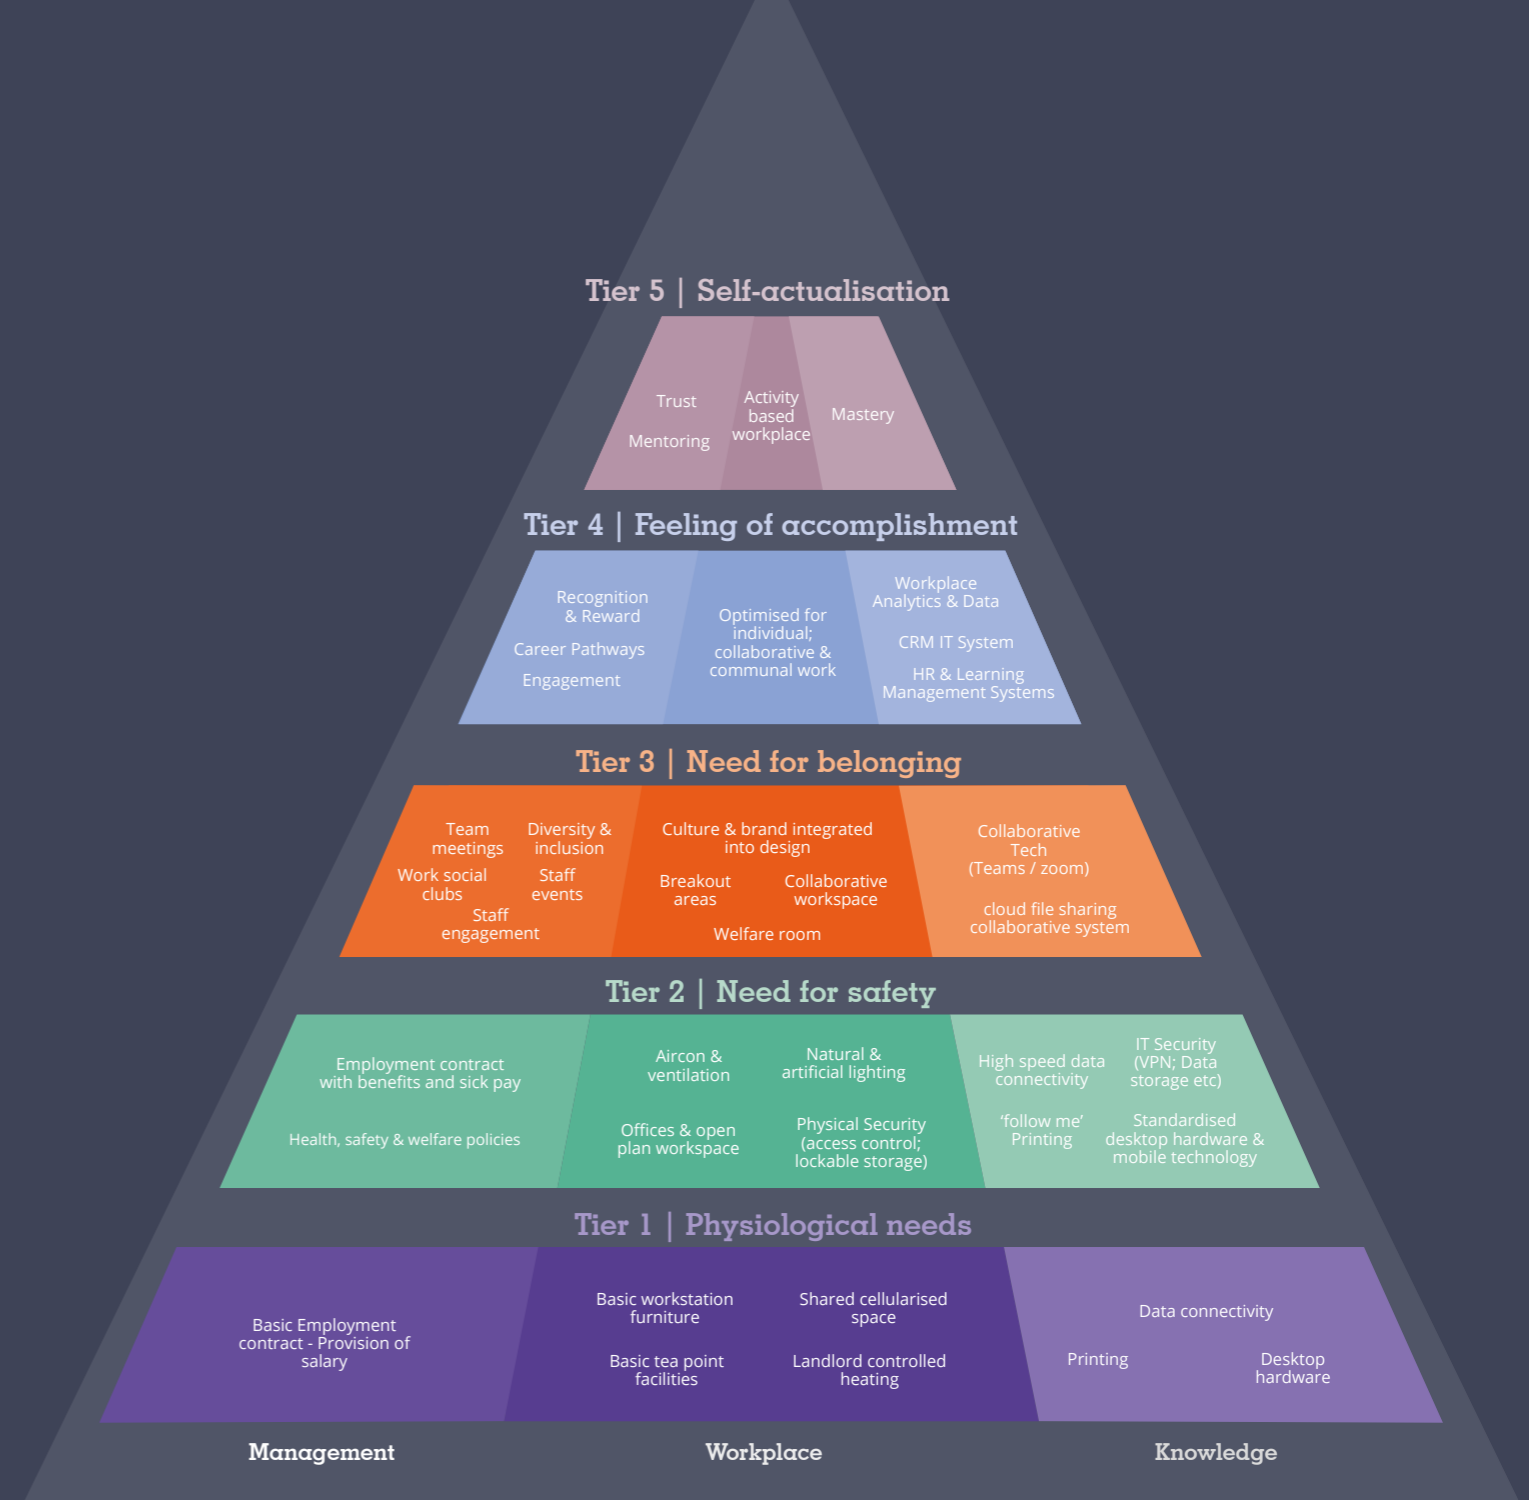 Tier 5 | Self-actualisation
Trust
Mentoring
Activity
based
workplace
Mastery
Tier 4 | Feeling of accomplishment
Recognition
& Reward
Career Pathways
Engagement
Optimised for
individual;
collaborative &
communal work
Workplace
Analytics & Data
CRM IT System
HR & Learning
Management Systems
Tier 3 | Need for belonging
Team
meetings
Diversity &
inclusion
Work social
clubs
Staff
events
Staff
engagement
Culture & brand integrated
into design
Breakout
areas
Collaborative
workspace
Welfare room
Collaborative
Tech
(Teams / zoom)
cloud file sharing
collaborative system
Tier 2 | Need for safety
Employment contract
with benefits and sick pay
Health, safety & welfare policies
Aircon &
ventilation
Natural &
artificial lighting
Offices & open
plan workspace
Physical Security
(access control;
lockable storage)
High speed data
connectivity
IT Security
(VPN; Data
storage etc)
‘follow me’
Printing
Standardised
desktop hardware &
mobile technology
Tier 1 | Physiological needs
Basic Employment
contract - Provision of
salary
Basic workstation
furniture
Shared cellularised
space
Basic tea point
facilities
Landlord controlled
heating
Data connectivity
Printing
Desktop
hardware
Management
Workplace
Knowledge